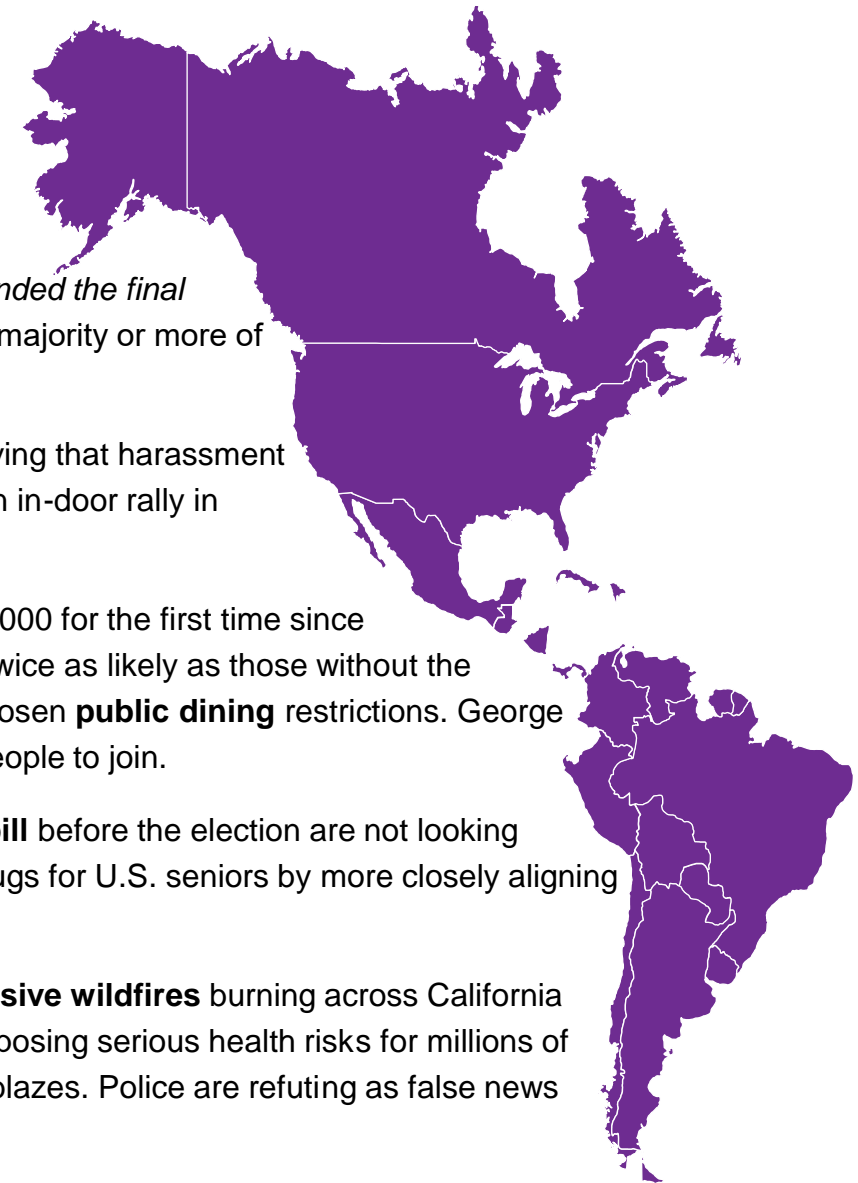 nded the final
majority or more of
ving that harassment
n in-door rally in
000 for the first time since
wice as likely as those without the
osen public dining restrictions. George
eople to join.
bill before the election are not looking
ugs for U.S. seniors by more closely aligning
sive wildfires burning across California
posing serious health risks for millions of
blazes. Police are refuting as false news